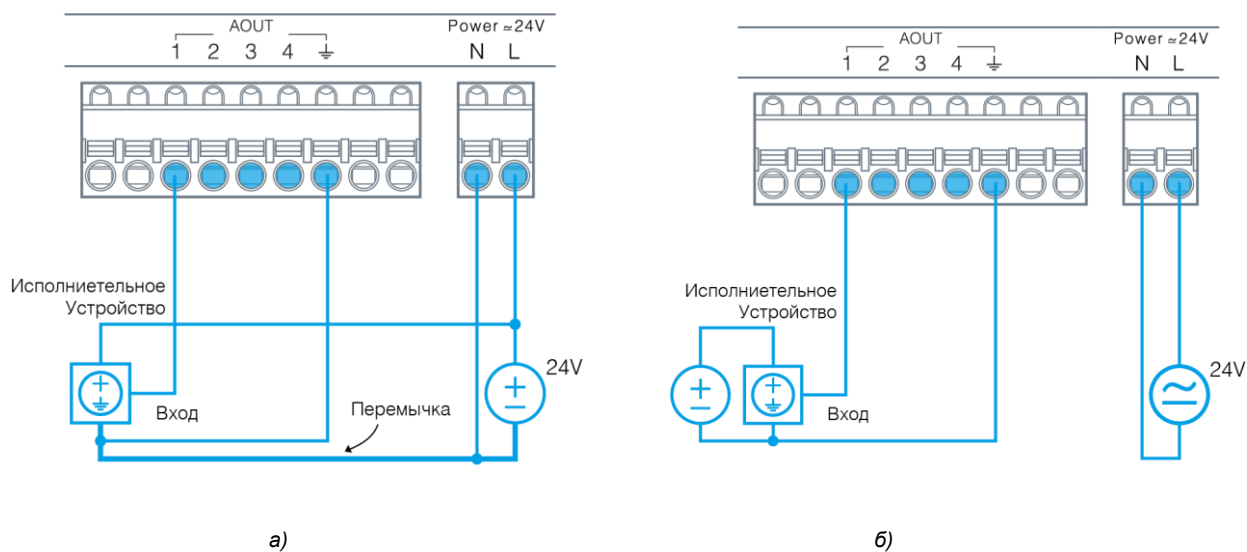 AOUT
1 2 3 4 ⏚
Power ≃24V
N L
Исполниетельное
Устройство
24V
Вход
Перемычка
а)
AOUT
1 2 3 4 ⏚
Power ≃24V
N L
Исполниетельное
Устройство
24V
Вход
б)